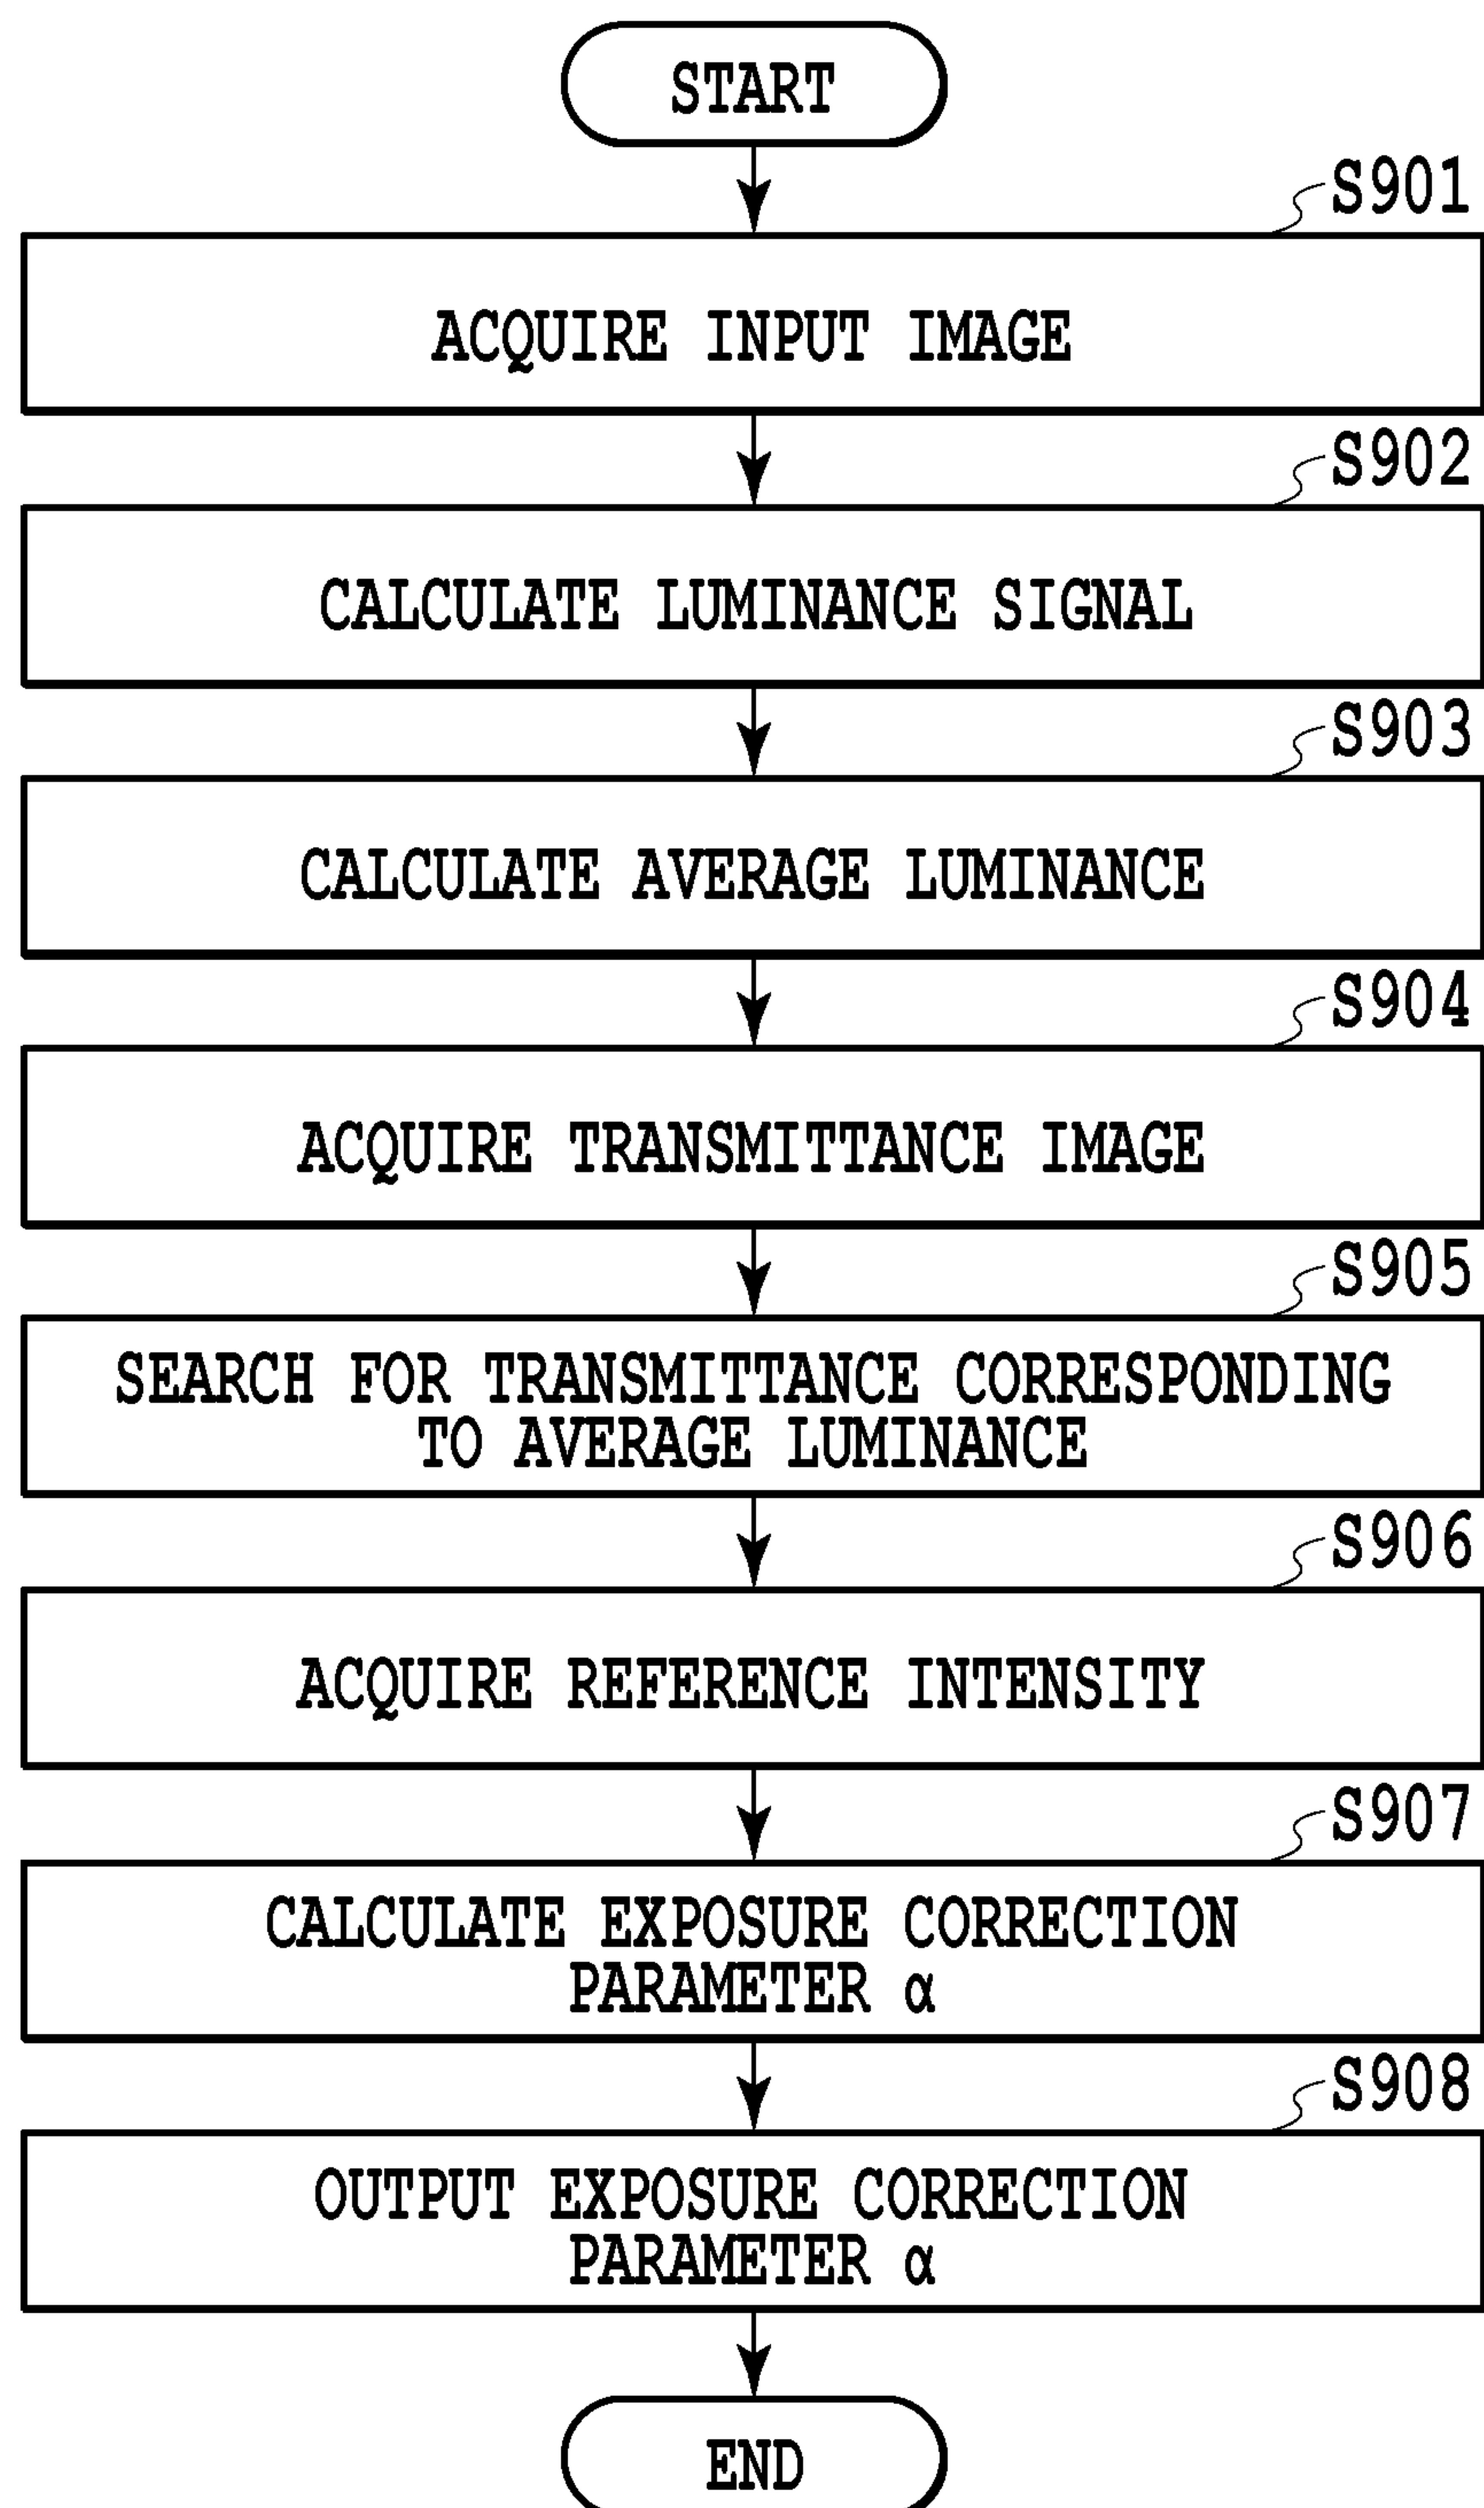 START
S901
ACQUIRE INPUT IMAGE
S902
CALCULATE LUMINANCE SIGNAL
S903
CALCULATE AVERAGE LUMINANCE
S904
ACQUIRE TRANSMITTANCE IMAGE
S905
SEARCH FOR TRANSMITTANCE CORRESPONDING
TO AVERAGE LUMINANCE
S906
ACQUIRE REFERENCE INTENSITY
S907
CALCULATE EXPOSURE CORRECTION
PARAMETER α
S908
OUTPUT EXPOSURE CORRECTION
PARAMETER α
END